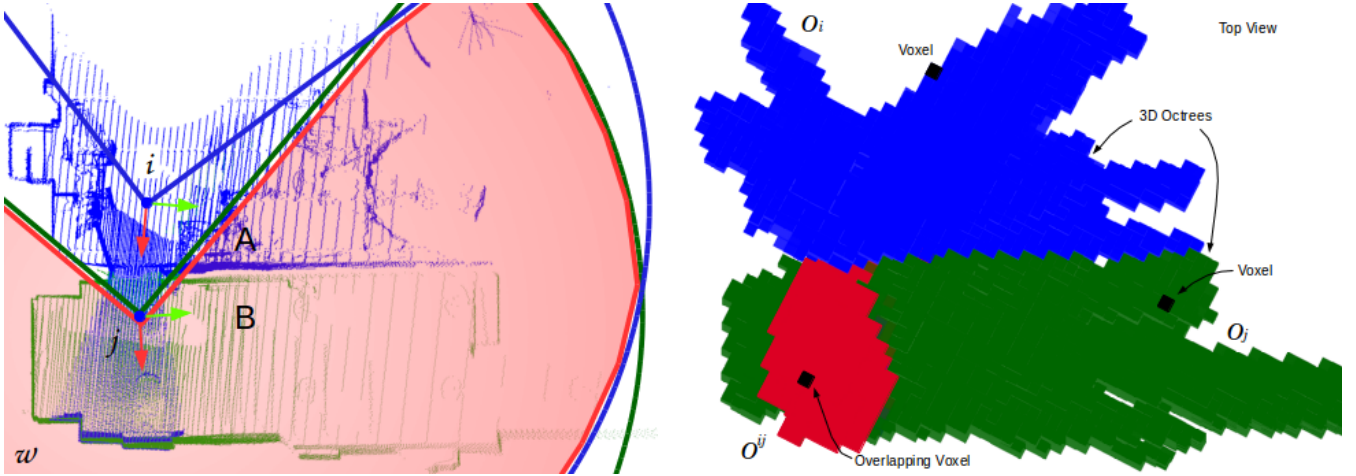 i
A
B
j
w
O_i
Voxel
Top View
3D Octrees
Voxel
O_j
O^{ij}
Overlapping Voxel